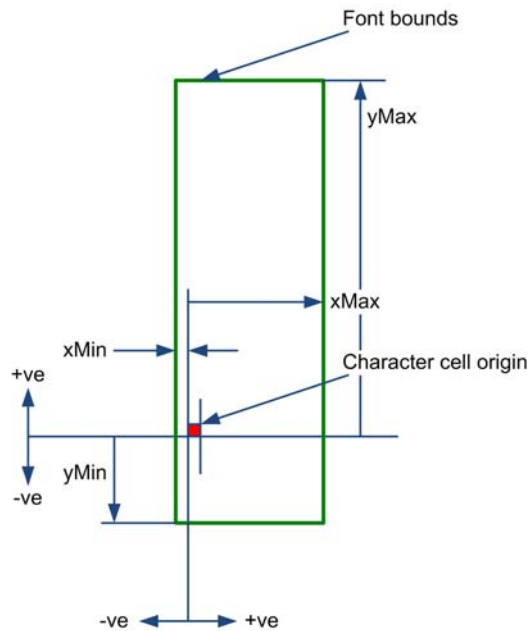 Font bounds
yMax
xMax
xMin
Character cell origin
+ve
yMin
-ve
-ve
+ve